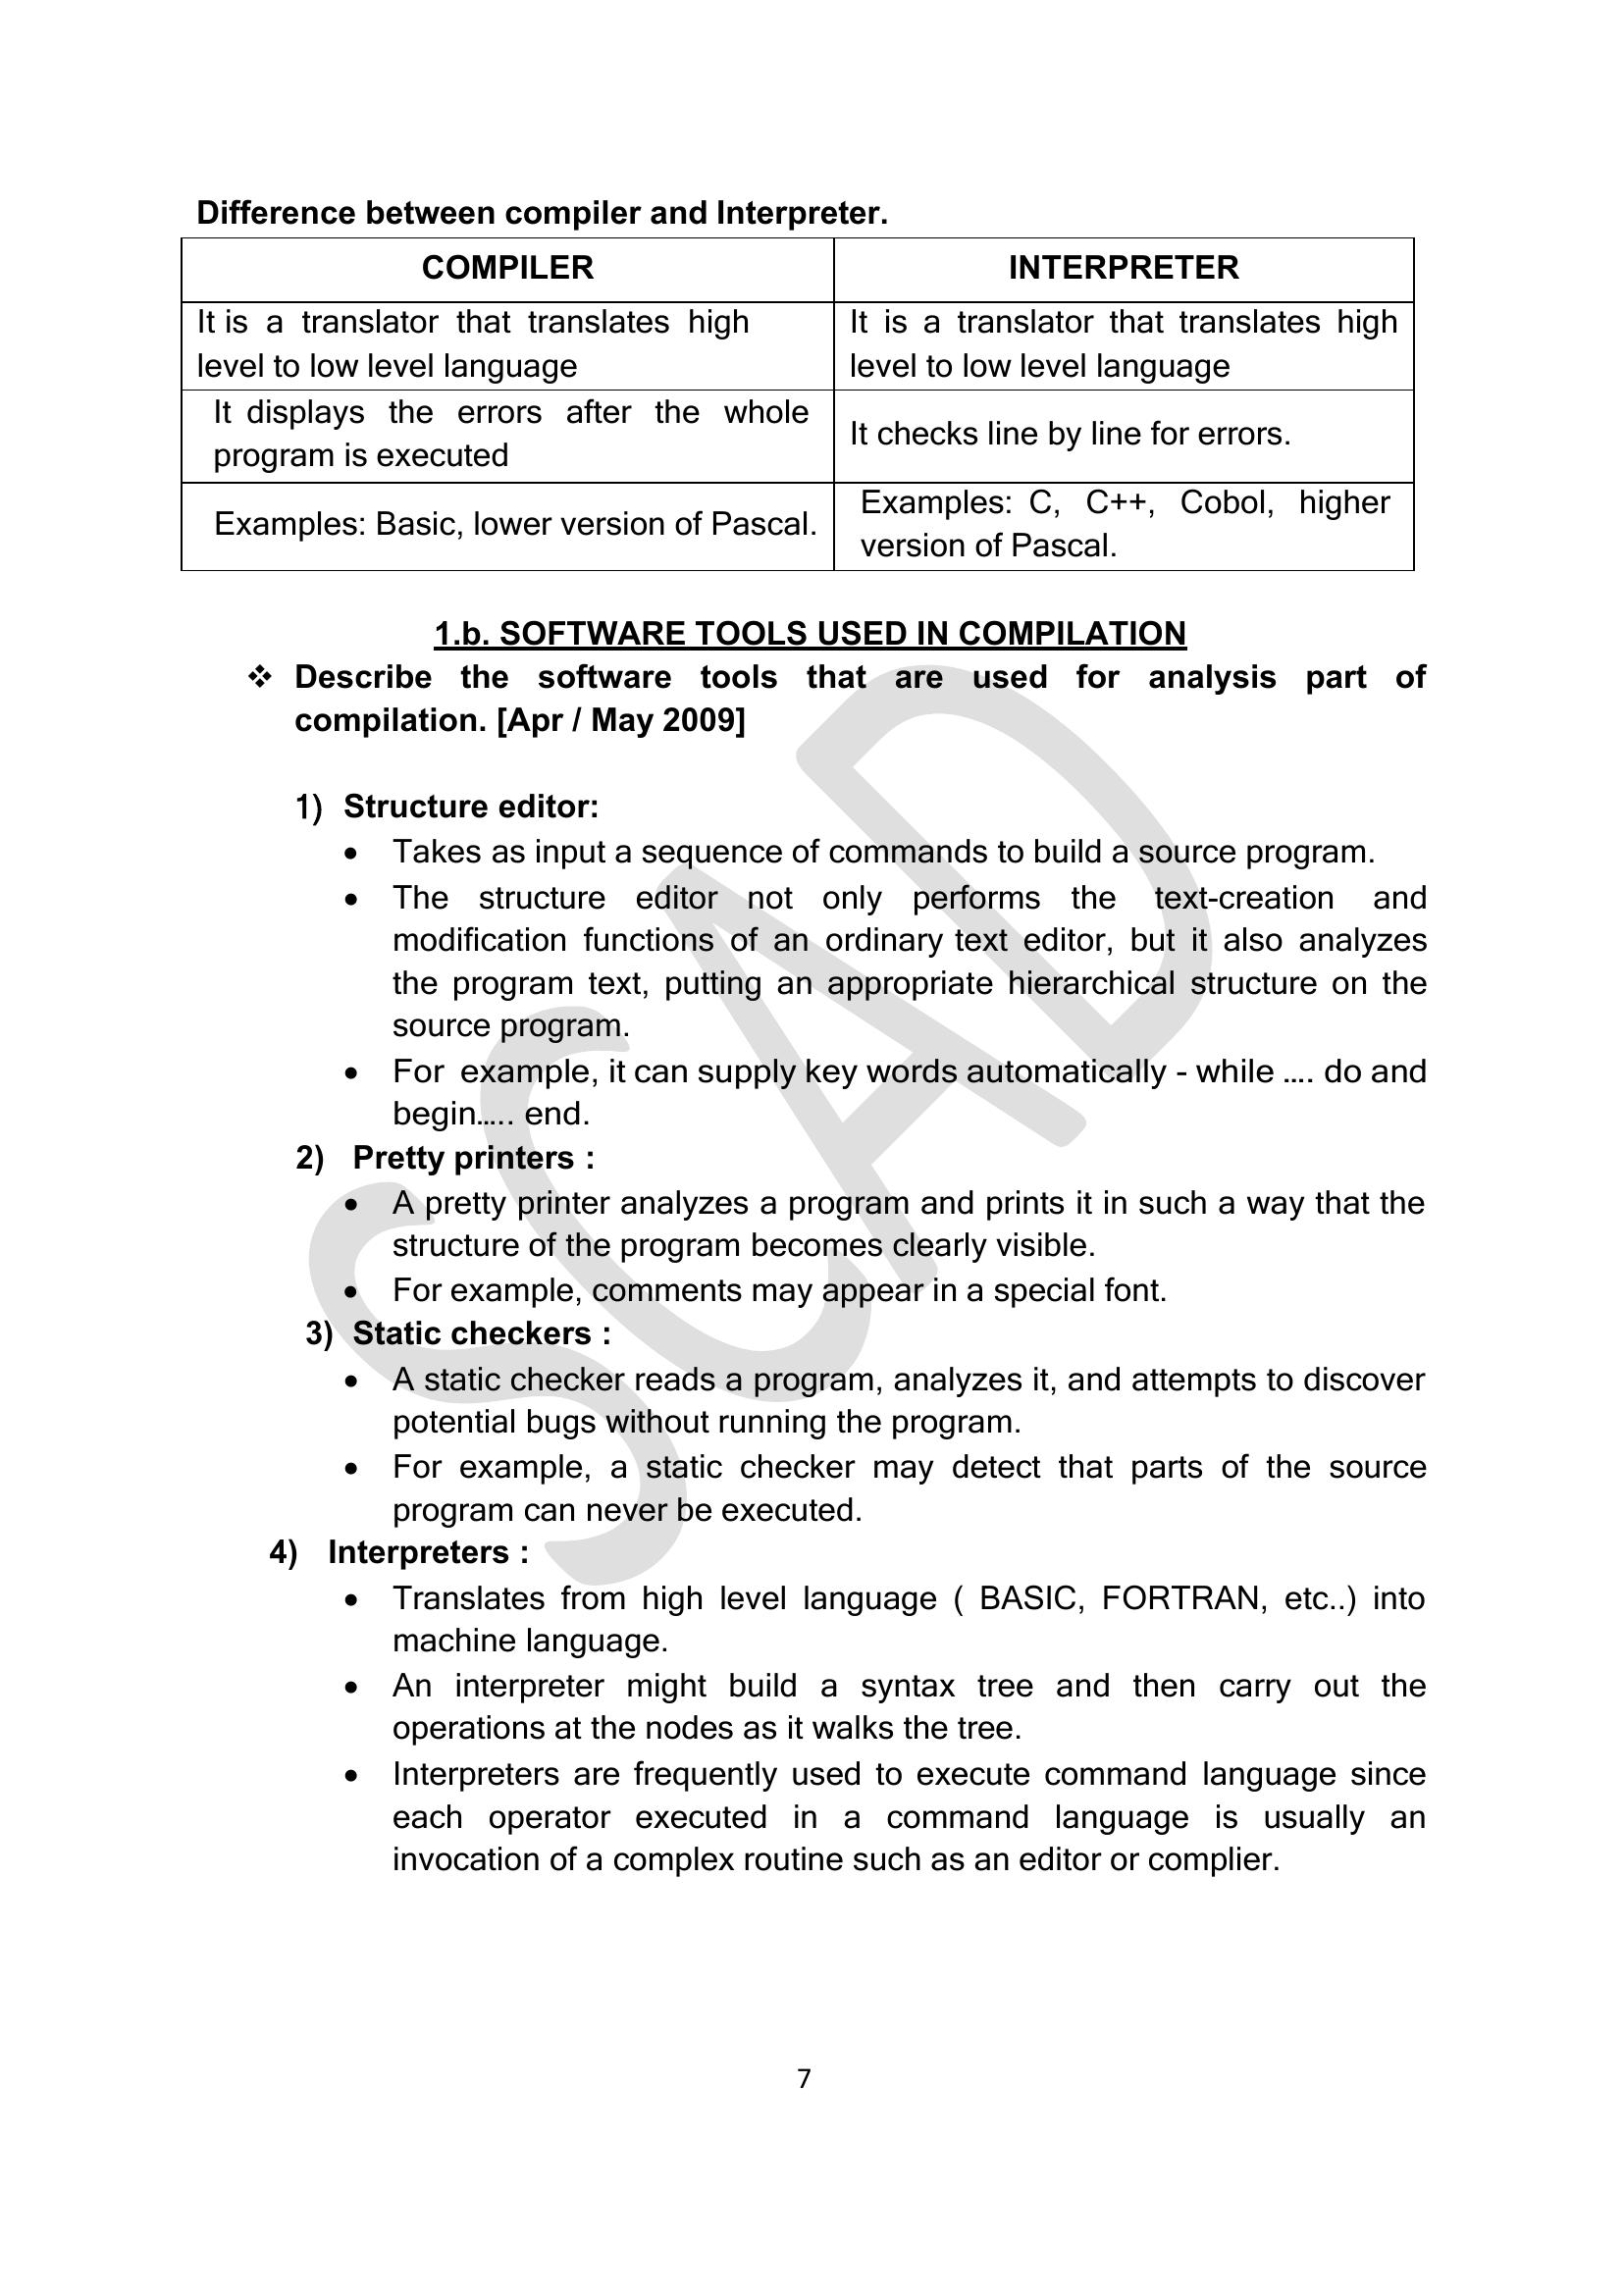 Difference between compiler and Interpreter.
COMPILER
INTERPRETER
It is a translator that translates high
level to low level language
It is a translator that translates high
level to low level language
It displays the errors after the whole
program is executed
It checks line by line for errors.
Examples: Basic, lower version of Pascal.
Examples: C, C++, Cobol, higher
version of Pascal.
1.b. SOFTWARE TOOLS USED IN COMPILATION
❖ Describe the software tools that are used for analysis part of
compilation. [Apr / May 2009]
1) Structure editor:
• Takes as input a sequence of commands to build a source program.
• The structure editor not only performs the text-creation and
modification functions of an ordinary text editor, but it also analyzes
the program text, putting an appropriate hierarchical structure on the
source program.
• For example, it can supply key words automatically - while …. do and
begin….. end.
2) Pretty printers :
• A pretty printer analyzes a program and prints it in such a way that the
structure of the program becomes clearly visible.
• For example, comments may appear in a special font.
3) Static checkers :
• A static checker reads a program, analyzes it, and attempts to discover
potential bugs without running the program.
• For example, a static checker may detect that parts of the source
program can never be executed.
4) Interpreters :
• Translates from high level language ( BASIC, FORTRAN, etc..) into
machine language.
• An interpreter might build a syntax tree and then carry out the
operations at the nodes as it walks the tree.
• Interpreters are frequently used to execute command language since
each operator executed in a command language is usually an
invocation of a complex routine such as an editor or complier.
SCAD
7